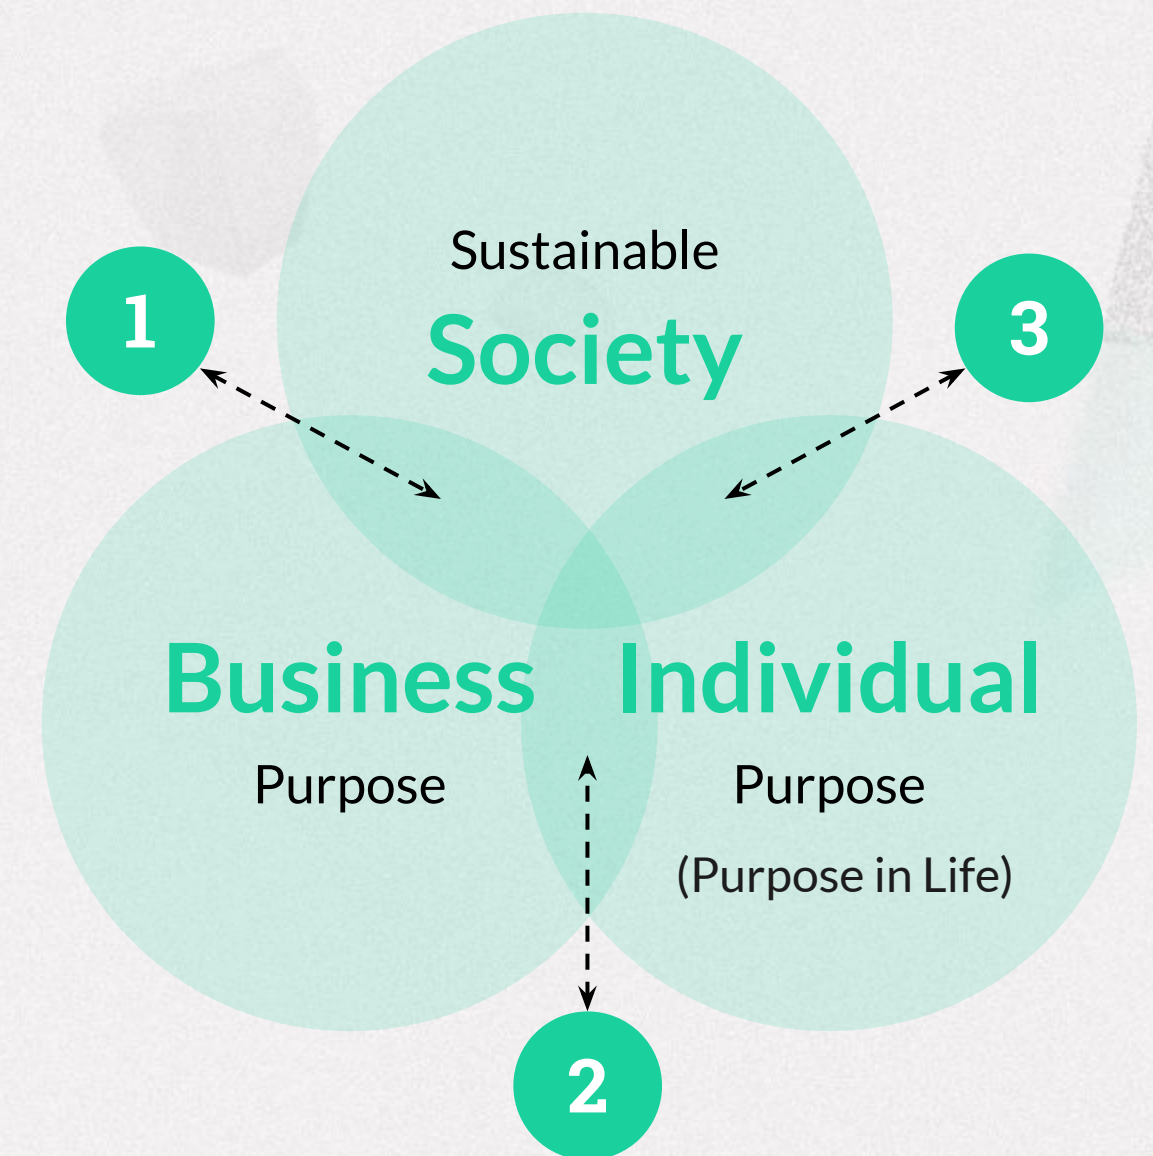 Sustainable
Society
1
3
Business
Individual
Purpose
Purpose
(Purpose in Life)
2